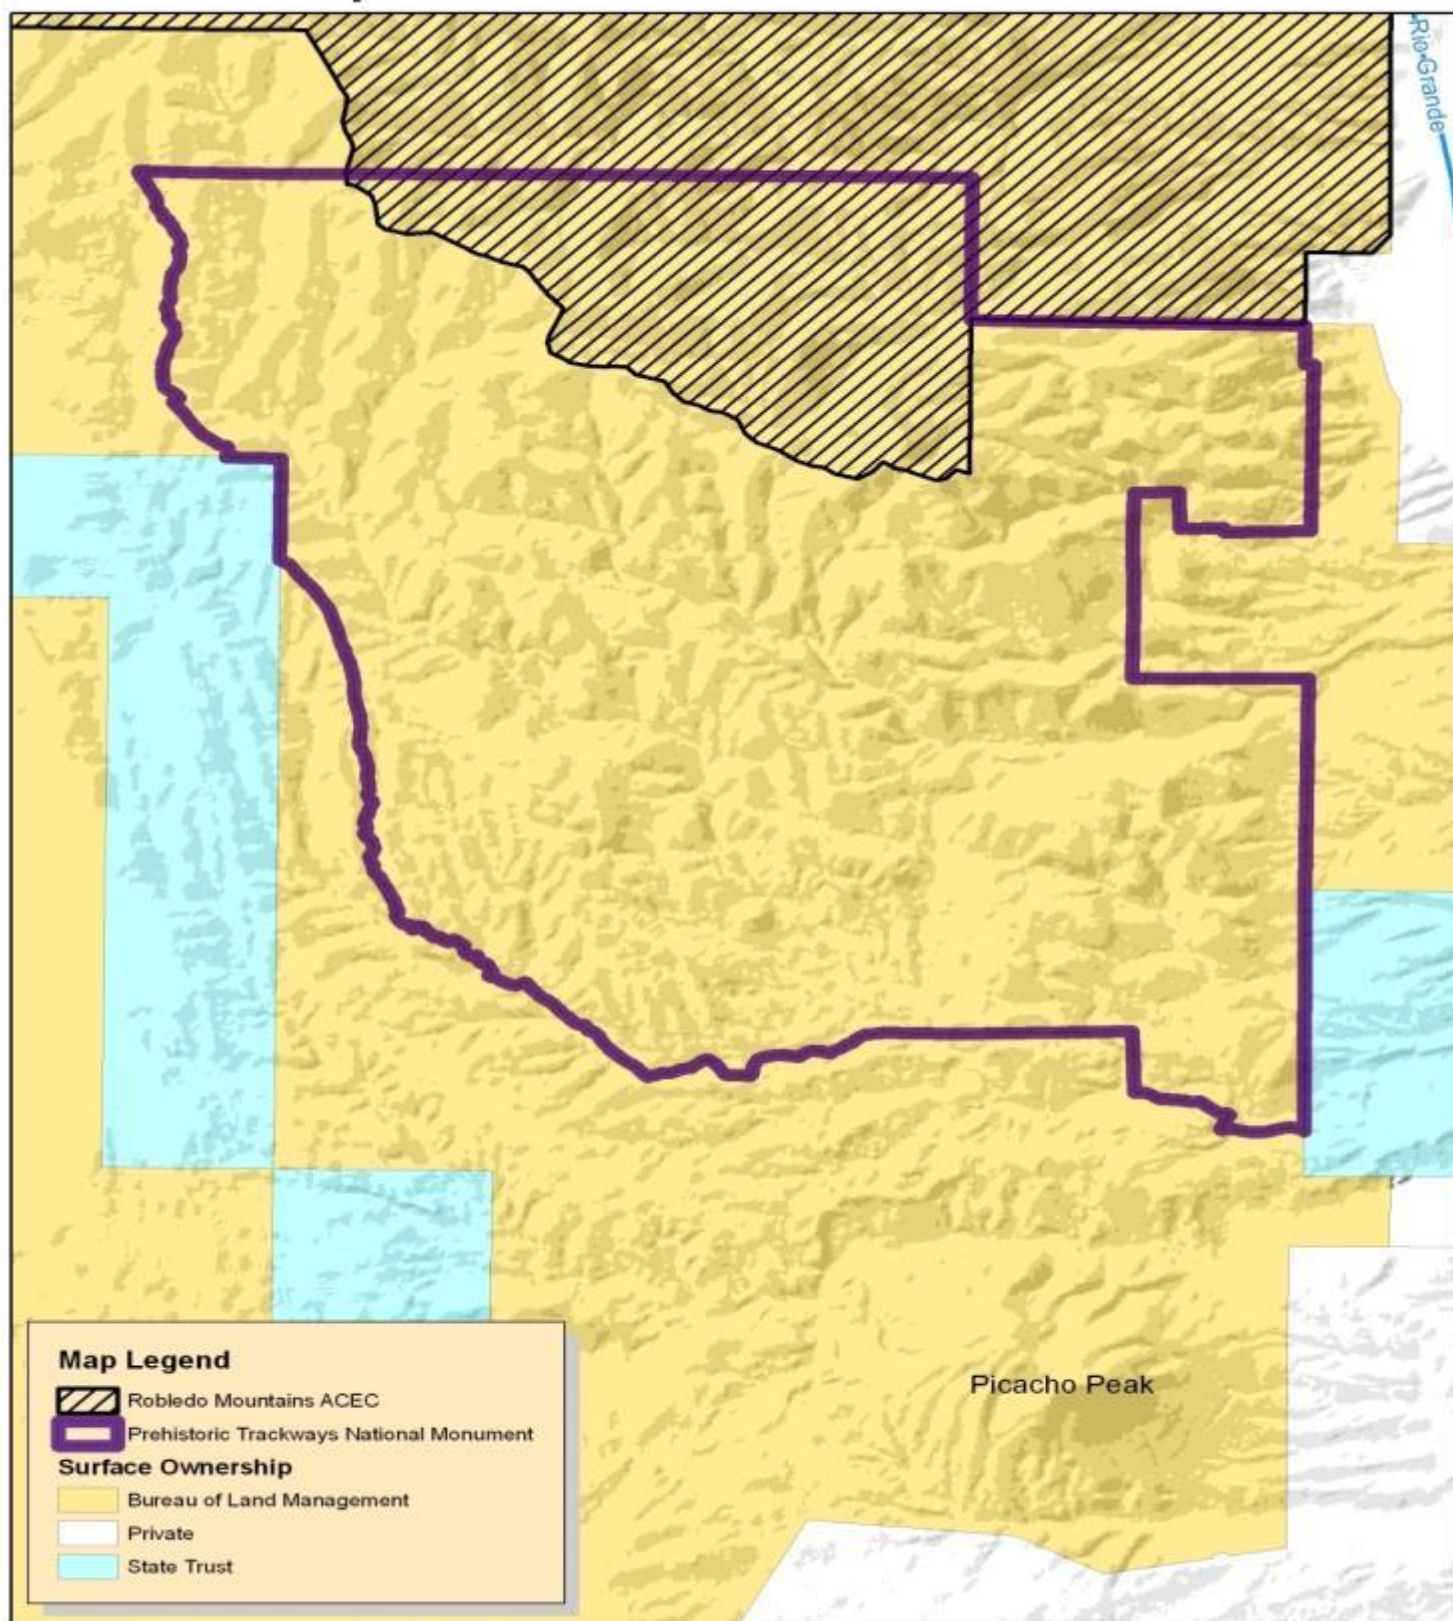 Rio Grande
Picacho Peak
Map Legend
Robledo Mountains ACEC
Prehistoric Trackways National Monument
Surface Ownership
Bureau of Land Management
Private
State Trust